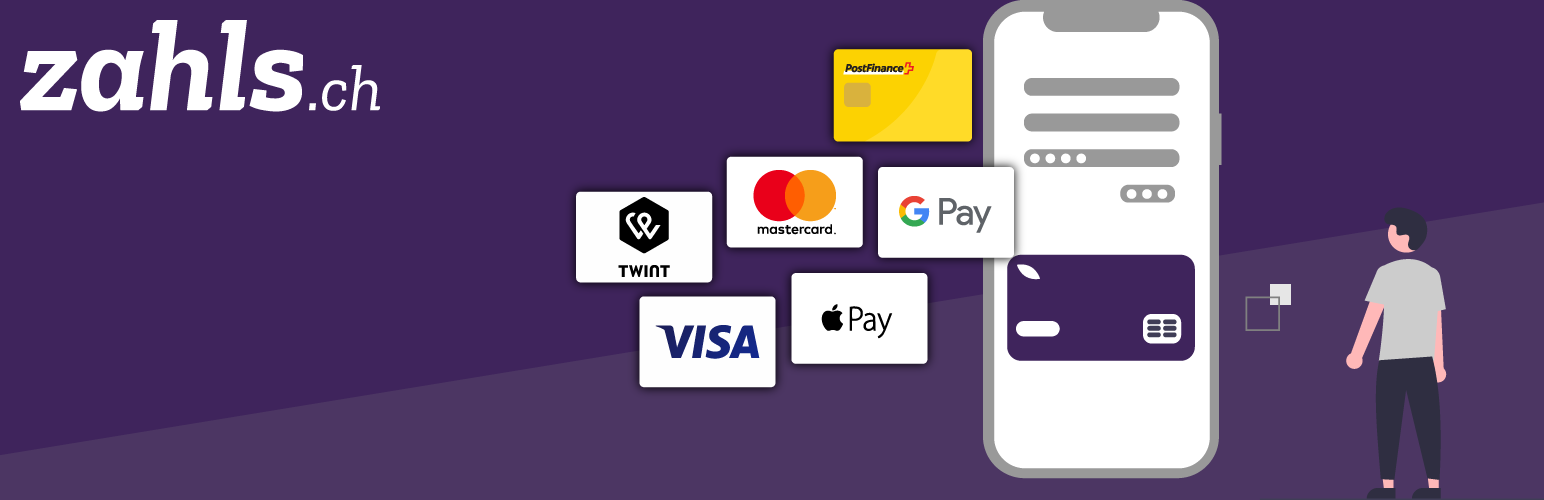 zahls.ch
PostFinance
mastercard.
G Pay
TWINT
VISA
Pay